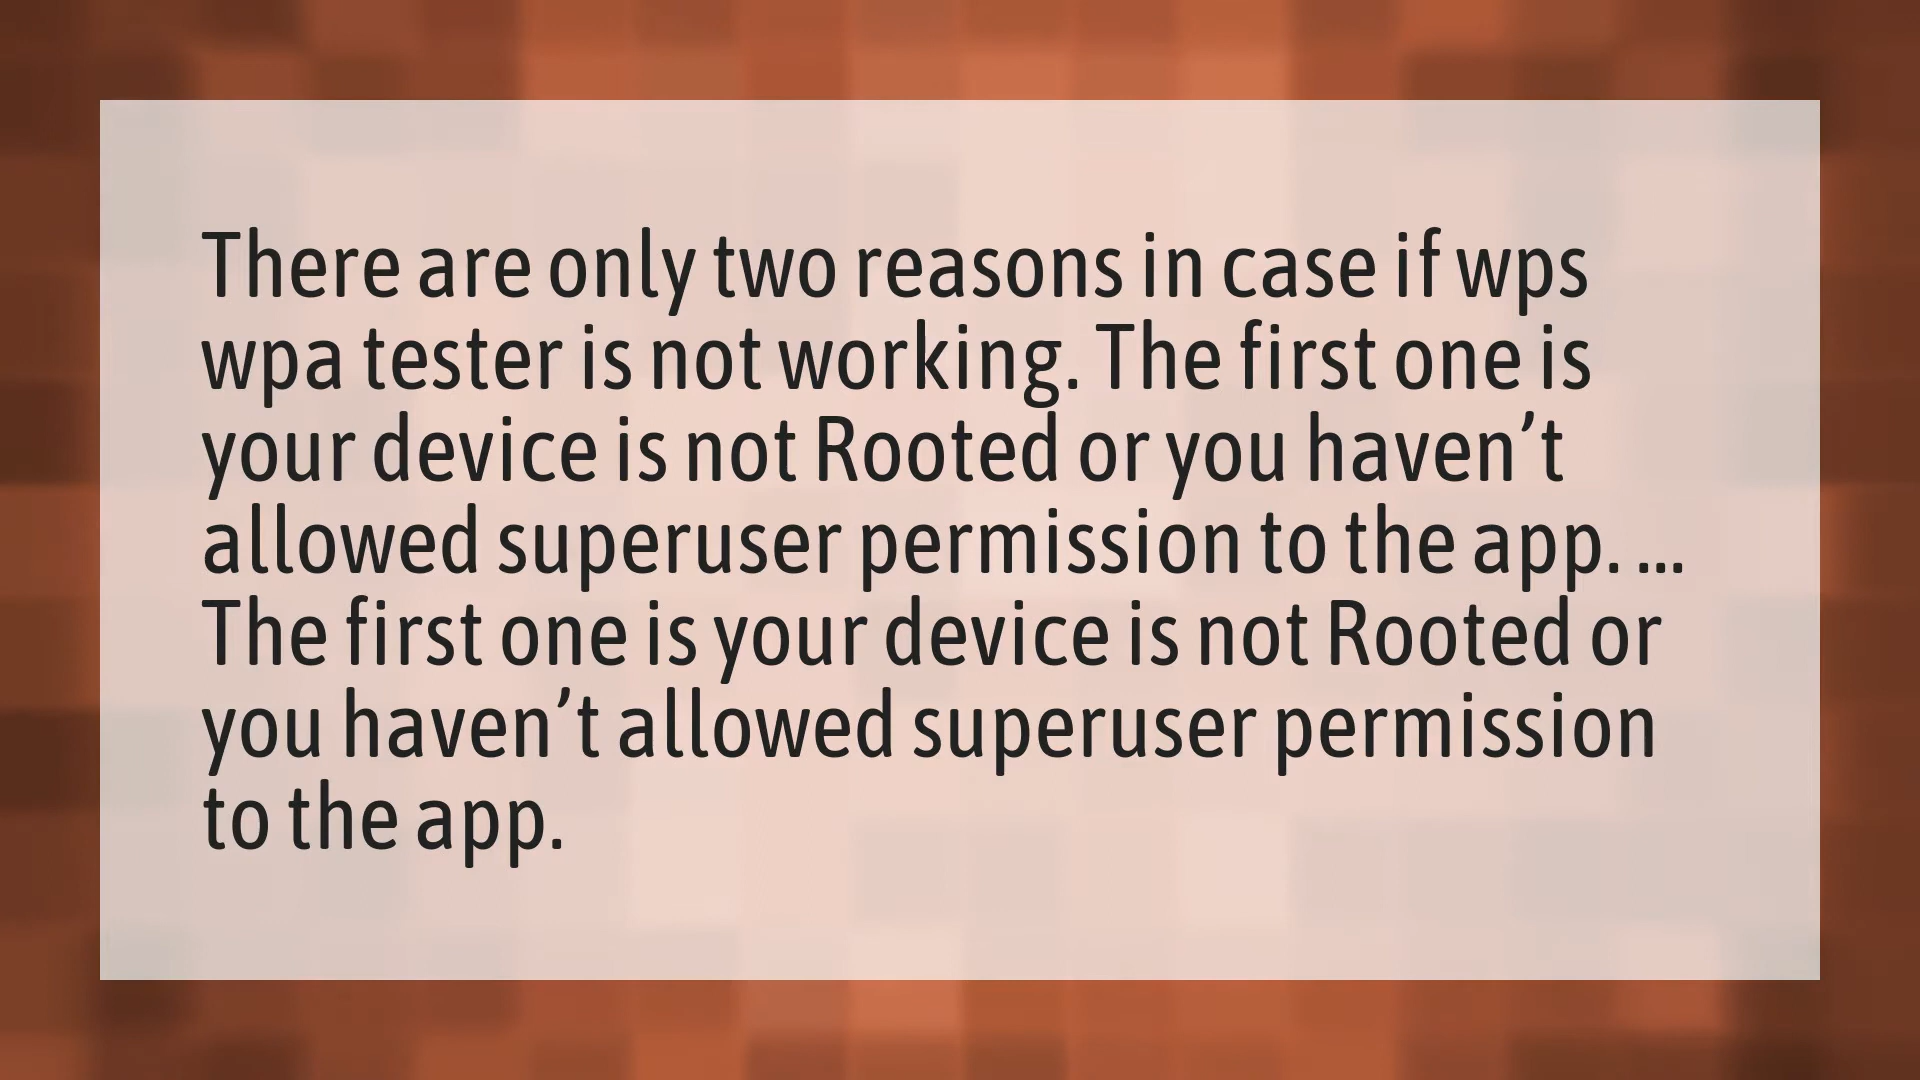 There are only two reasons in case if wps
wpa tester is not working. The first one is
your device is not Rooted or you haven’t
allowed superuser permission to the app. ...
The first one is your device is not Rooted or
you haven’t allowed superuser permission
to the app.